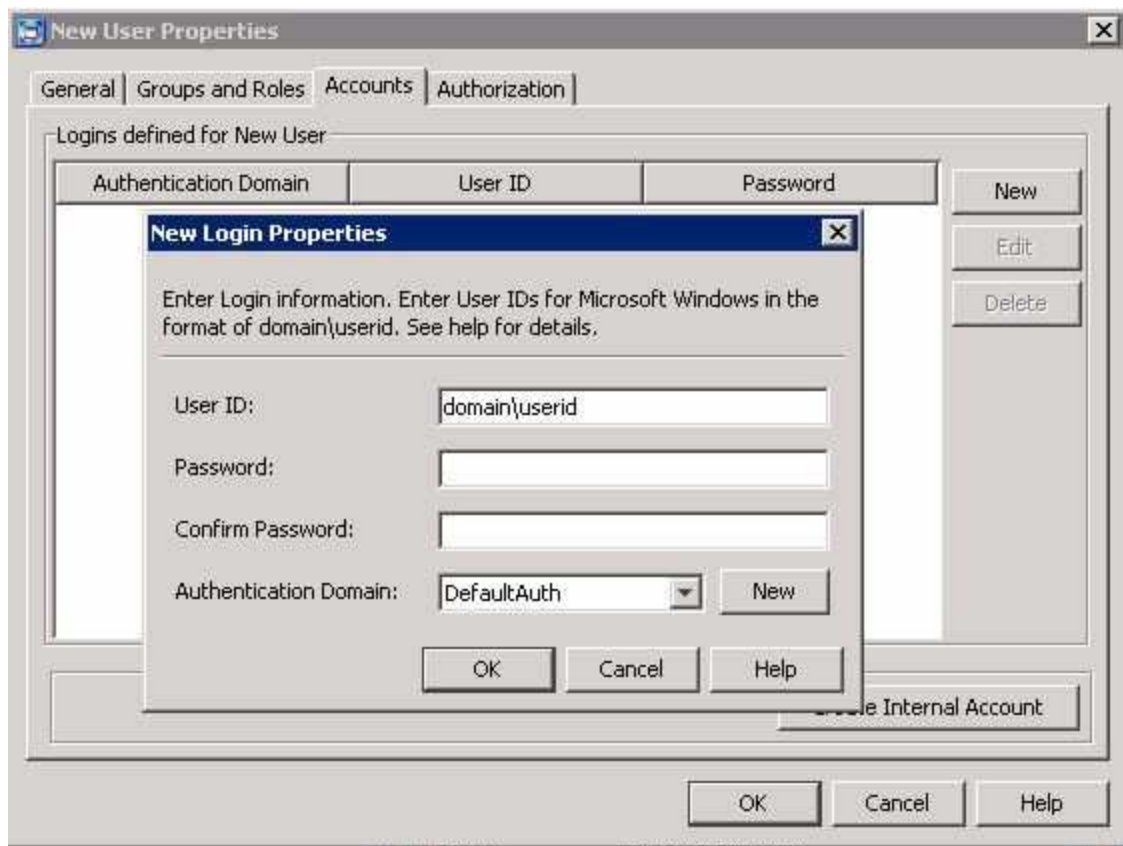 New User Properties
General
Groups and Roles
Accounts
Authorization
Logins defined for New User
Authentication Domain
User ID
Password
New
Edit
Delete
New Login Properties
Enter Login information. Enter User IDs for Microsoft Windows in the
format of domain\userid. See help for details.
User ID:
domain\userid
Password:
Confirm Password:
Authentication Domain:
DefaultAuth
New
OK
Cancel
Help
Internal Account
OK
Cancel
Help